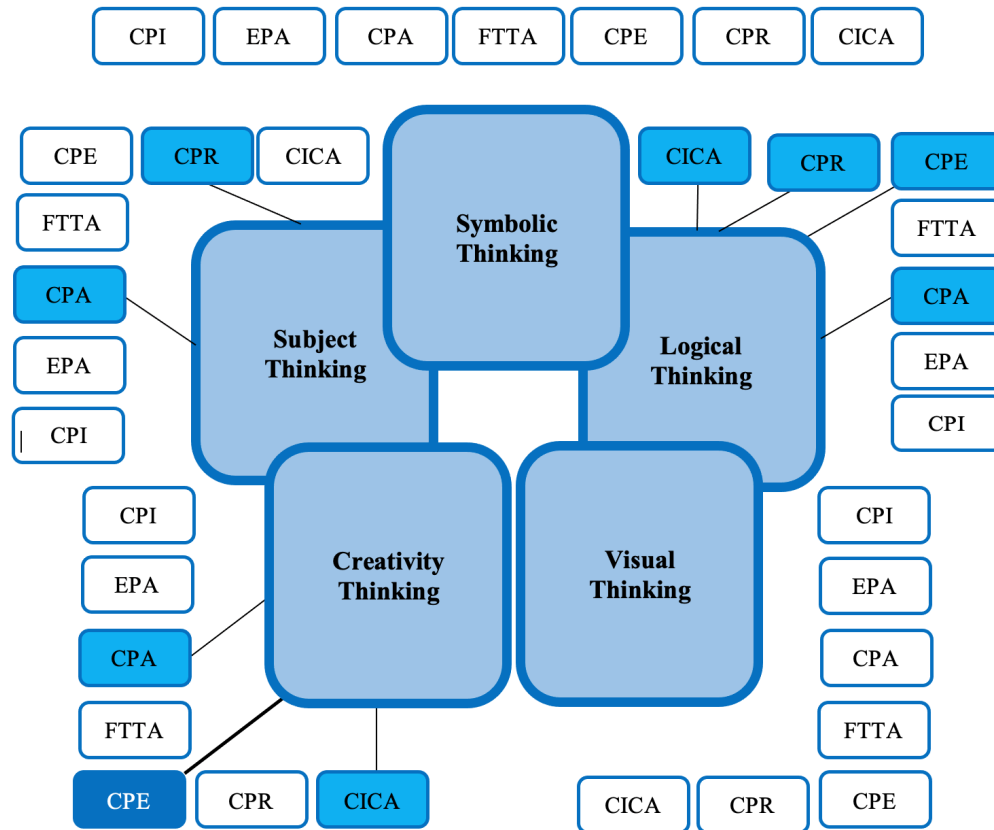 CPI EPA CPA FTTA CPE CPR CICA
CPE CPR CICA
CICA CPR CPE
FTTA
FTTA
Symbolic
Thinking
CPA
CPA
Subject
Thinking
Logical
Thinking
EPA
EPA
CPI
CPI
CPI
CPI
Creativity
Thinking
Visual
Thinking
EPA
EPA
CPA
CPA
FTTA
FTTA
CPE CPR CICA
CICA CPR CPE